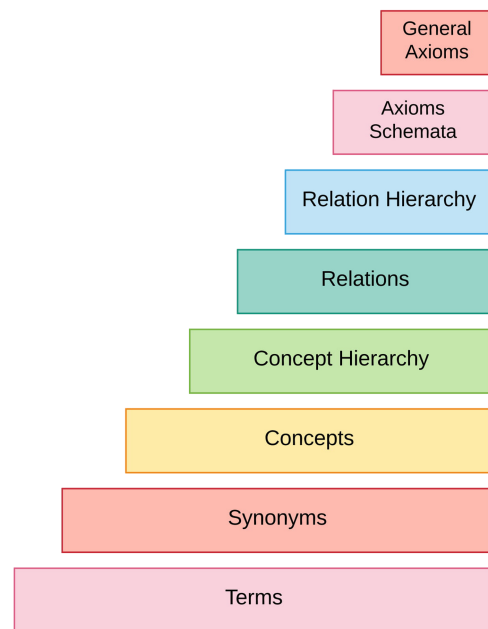 General
Axioms
Axioms
Schemata
Relation Hierarchy
Relations
Concept Hierarchy
Concepts
Synonyms
Terms